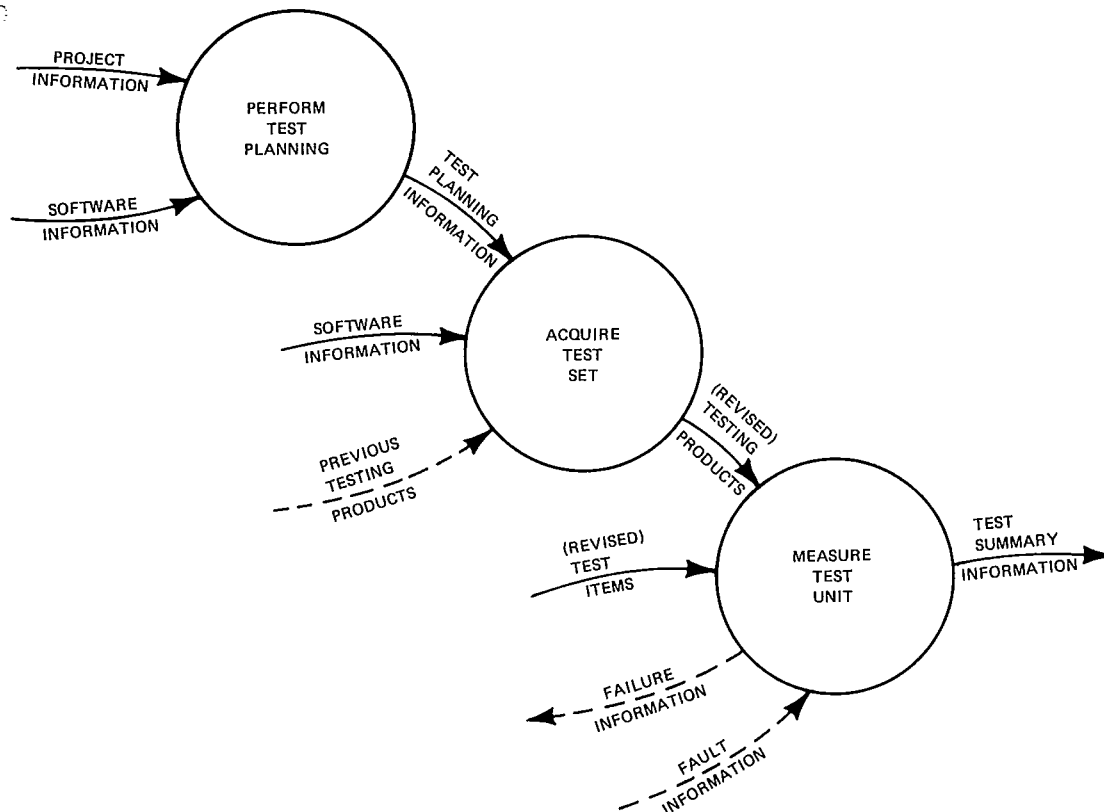 PROJECT
INFORMATION
PERFORM
TEST
PLANNING
SOFTWARE
INFORMATION
TEST
PLANNING
INFORMATION
SOFTWARE
INFORMATION
ACQUIRE
TEST
SET
PREVIOUS
TESTING
PRODUCTS
(REVISED)
TESTING
PRODUCTS
(REVISED)
TEST
ITEMS
MEASURE
TEST
UNIT
TEST
SUMMARY
INFORMATION
FAILURE
INFORMATION
FAULT
INFORMATION